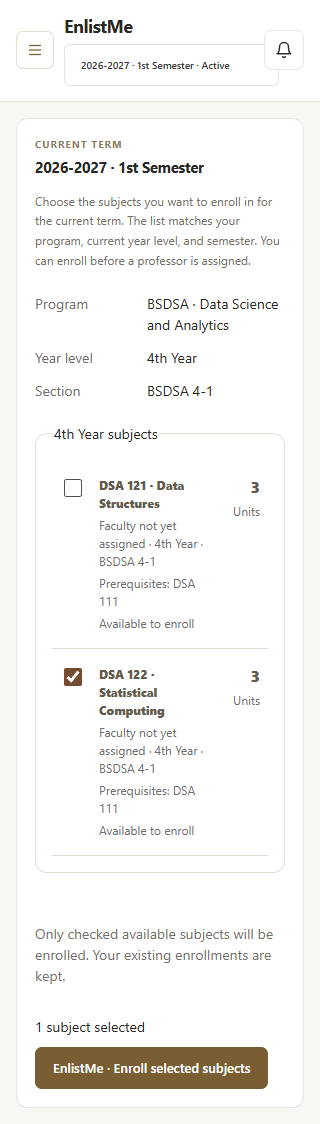 EnlistMe
2026-2027 · 1st Semester · Active
CURRENT TERM
2026-2027 · 1st Semester
Choose the subjects you want to enroll in for
the current term. The list matches your
program, current year level, and semester. You
can enroll before a professor is assigned.
Program
BSDSA · Data Science
and Analytics
Year level
4th Year
Section
BSDSA 4-1
4th Year subjects
DSA 121 · Data
Structures
3
Units
Faculty not yet
assigned · 4th Year ·
BSDSA 4-1
Prerequisites: DSA
111
Available to enroll
DSA 122 ·
Statistical
Computing
3
Units
Faculty not yet
assigned · 4th Year ·
BSDSA 4-1
Prerequisites: DSA
111
Available to enroll
Only checked available subjects will be
enrolled. Your existing enrollments are
kept.
1 subject selected
EnlistMe · Enroll selected subjects